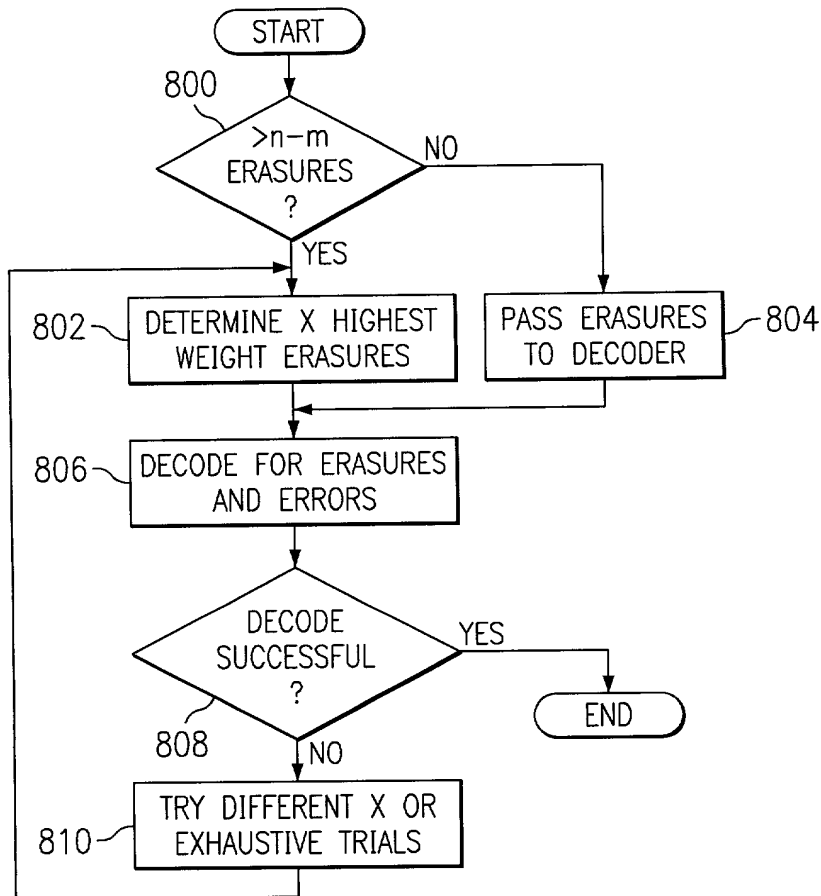 START
800
>n-m
ERASURES
?
NO
YES
802
DETERMINE X HIGHEST
WEIGHT ERASURES
PASS ERASURES
TO DECODER
804
806
DECODE FOR ERASURES
AND ERRORS
DECODE
SUCCESSFUL
?
YES
808
END
NO
810
TRY DIFFERENT X OR
EXHAUSTIVE TRIALS